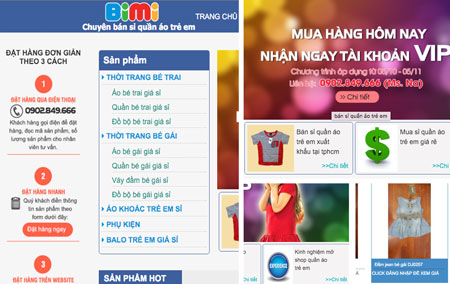 BiMi
Chuyên bán sỉ quần áo trẻ em
TRANG CHỦ
ĐẶT HÀNG ĐƠN GIẢN
THEO 3 CÁCH
1
ĐẶT HÀNG QUA ĐIỆN THOẠI
0902.849.666
Khách hàng gọi điện để đặt
hàng, đọc mã sản phẩm, số
lượng sản phẩm cho nhân
viên tư vấn.
2
ĐẶT HÀNG NHANH
Quý khách điền thông
tin sản phẩm theo
form dưới đây:
Đặt hàng ngay
3
ĐẶT HÀNG TRÊN WEBSITE
Sản phẩm
THỜI TRANG BÉ TRAI
Áo bé trai giá sỉ
Quần bé trai giá sỉ
Đồ bộ bé trai giá sỉ
THỜI TRANG BÉ GÁI
Áo bé gái giá sỉ
Quần bé gái giá sỉ
Váy đầm bé gái sỉ
Đồ bộ bé gái giá sỉ
ÁO KHOÁC TRẺ EM SỈ
PHỤ KIỆN
BALO TRẺ EM GIÁ SỈ
SẢN PHẨM HOT
MUA HÀNG HÔM NAY
NHẬN NGAY TÀI KHOẢN VIP
Chương trình áp dụng từ 05/10 - 05/11
Liên hệ: 0902.849.666 (Ms. Na)
>> Chi tiết
bán sỉ quần áo trẻ em
Bán sỉ quần áo
trẻ em xuất
khẩu tại tphcm
>>Chi tiết
Mua sỉ quần áo
trẻ em giá rẻ
>>Chi tiết
Kinh nghiệm mở
shop quần áo
trẻ em
EXPERIENCE
>>Chi tiết
Đầm jean bé gái DJ0357
CLICK ĐĂNG NHẬP ĐỂ XEM GIÁ